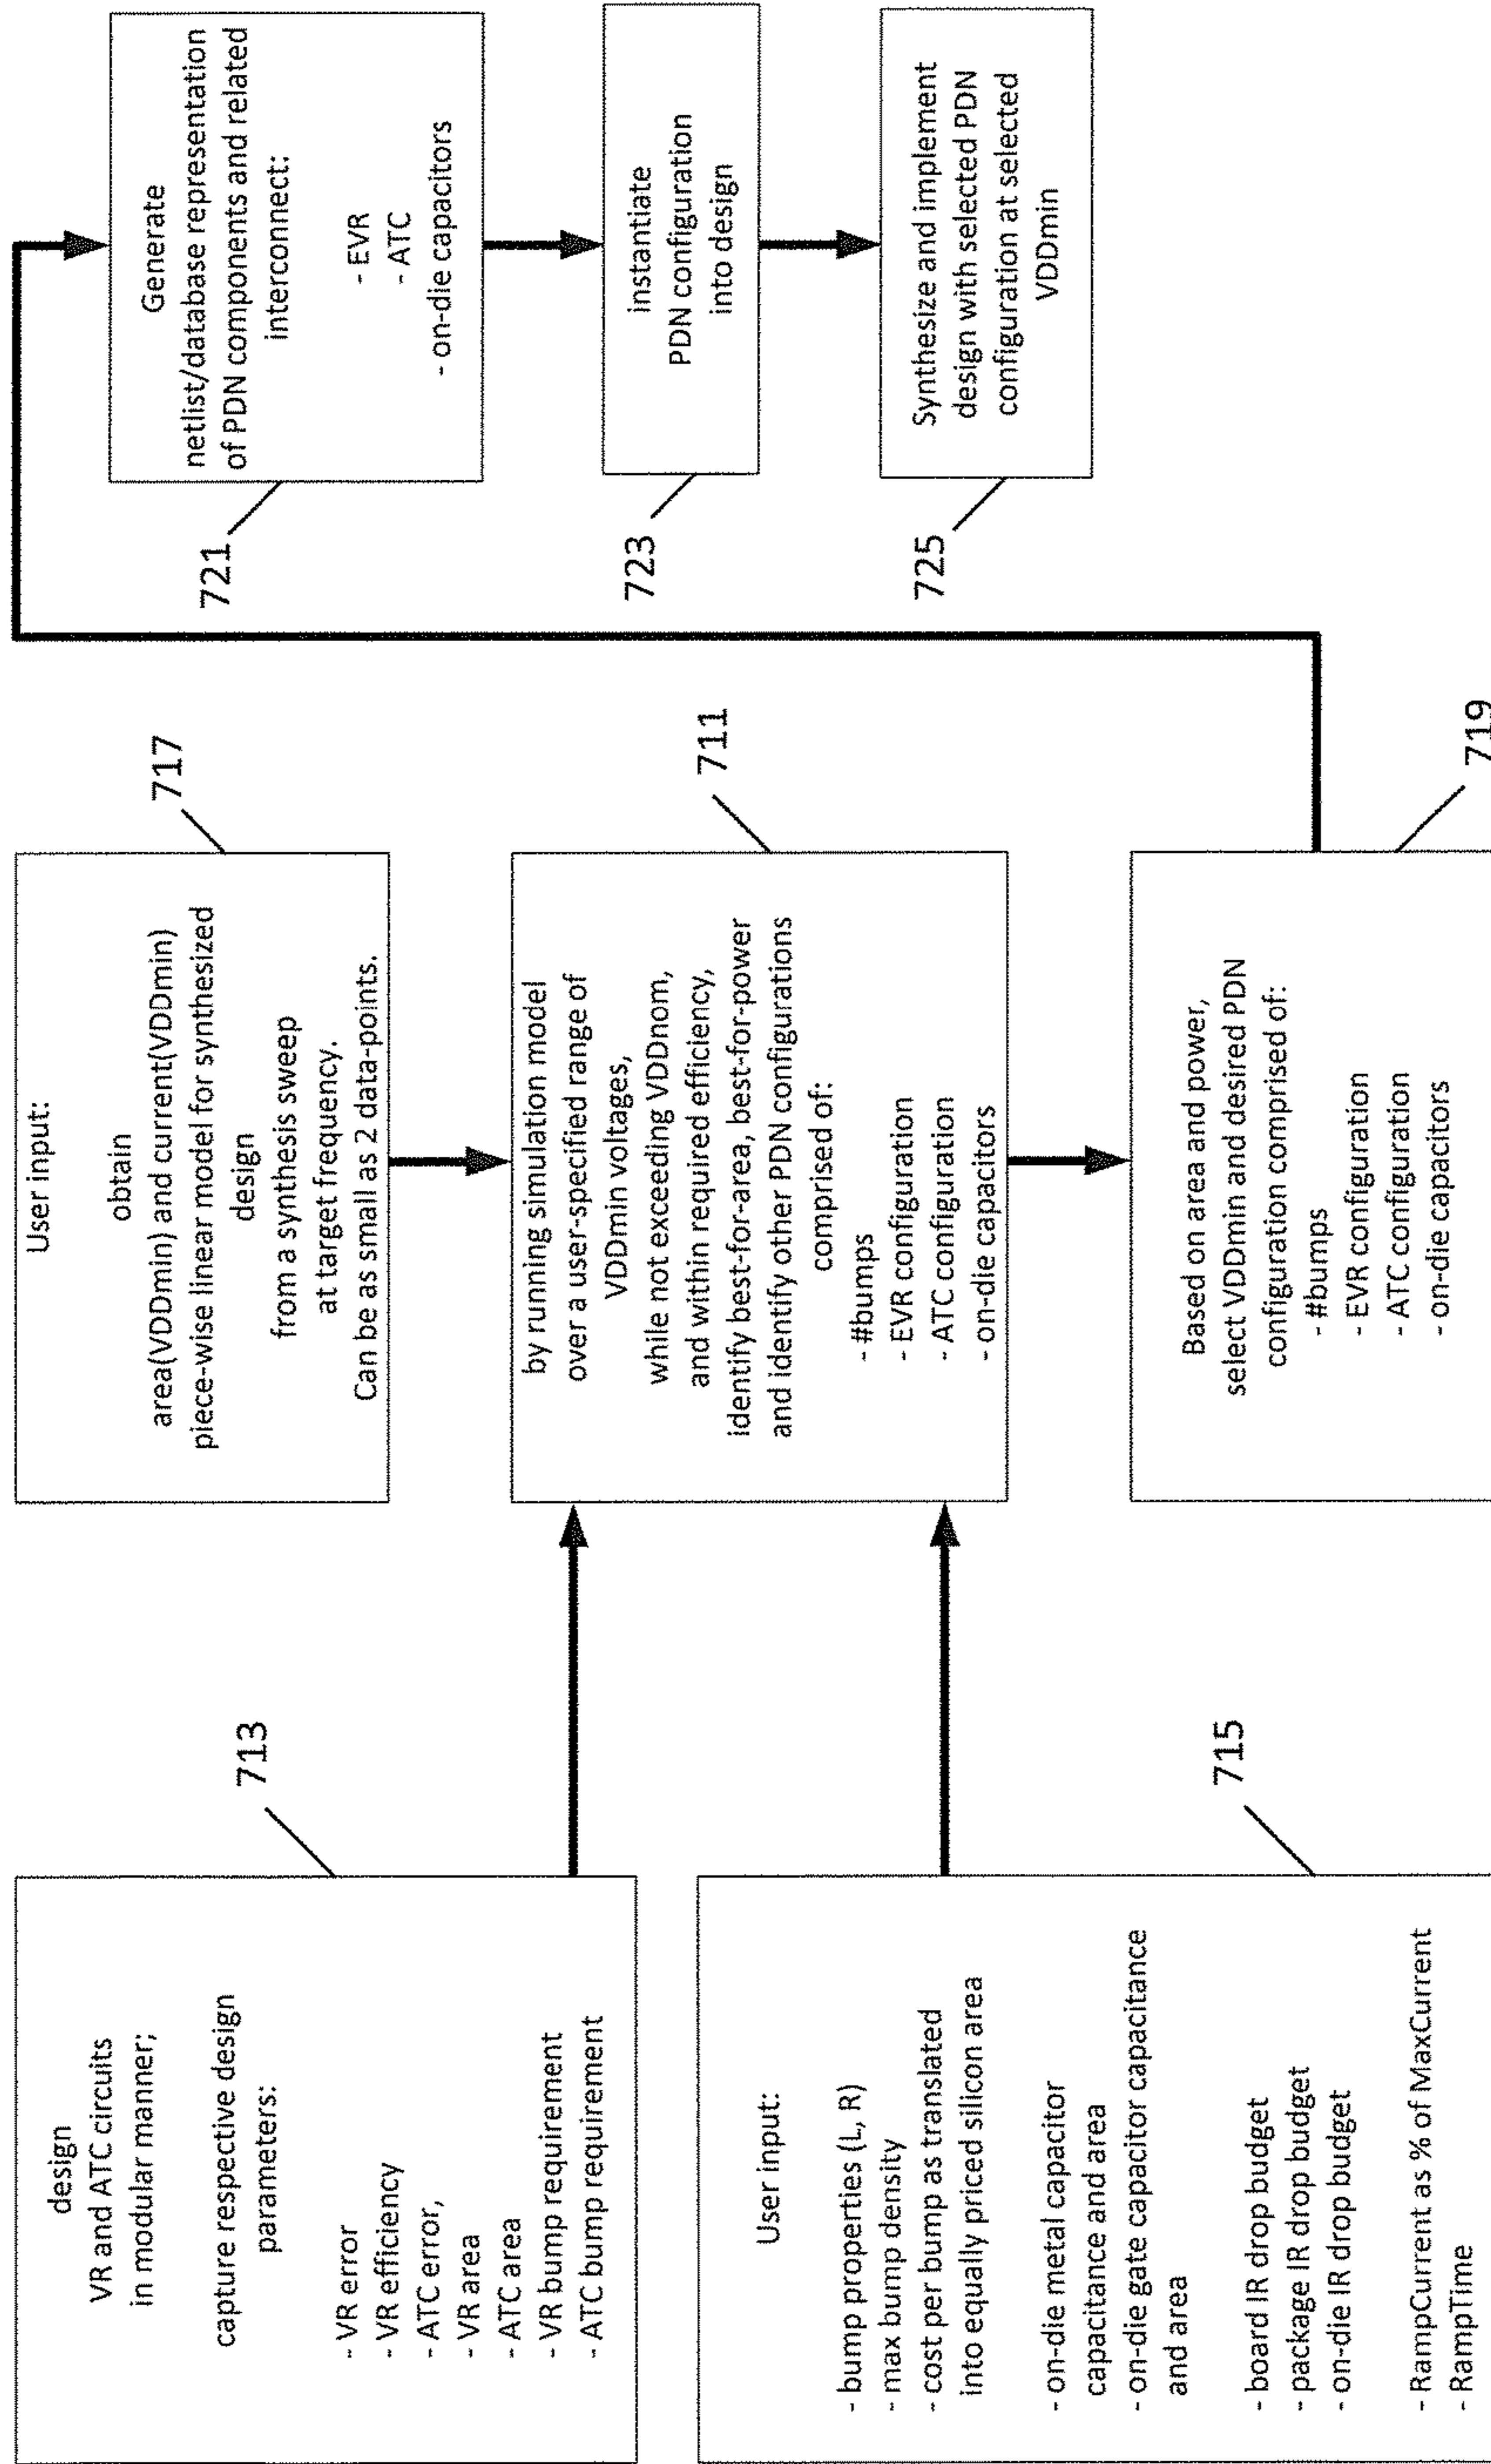 design
VR and ATC circuits
in modular manner;
capture respective design
parameters:
- VR error
- VR efficiency
- ATC error,
- VR area
- ATC area
- VR bump requirement
- ATC bump requirement
713
User input:
- bump properties (L, R)
- max bump density
- cost per bump as translated
into equally priced silicon area
- on-die metal capacitor
capacitance and area
- on-die gate capacitor capacitance
and area
- board IR drop budget
- package IR drop budget
- on-die IR drop budget
- RampCurrent as % of MaxCurrent
- RampTime
715
User input:
obtain
area(VDDmin) and current(VDDmin)
piece-wise linear model for synthesized
design
from a synthesis sweep
at target frequency.
Can be as small as 2 data-points.
717
by running simulation model
over a user-specified range of
VDDmin voltages,
while not exceeding VDDnom,
and within required efficiency,
identify best-for-area, best-for-power
and identify other PDN configurations
comprised of:
- #bumps
- EVR configuration
- ATC configuration
- on-die capacitors
711
Based on area and power,
select VDDmin and desired PDN
configuration comprised of:
- #bumps
- EVR configuration
- ATC configuration
- on-die capacitors
719
Generate
netlist/database representation
of PDN components and related
interconnect:
- EVR
- ATC
- on-die capacitors
721
instantiate
PDN configuration
into design
723
Synthesize and implement
design with selected PDN
configuration at selected
VDDmin
725